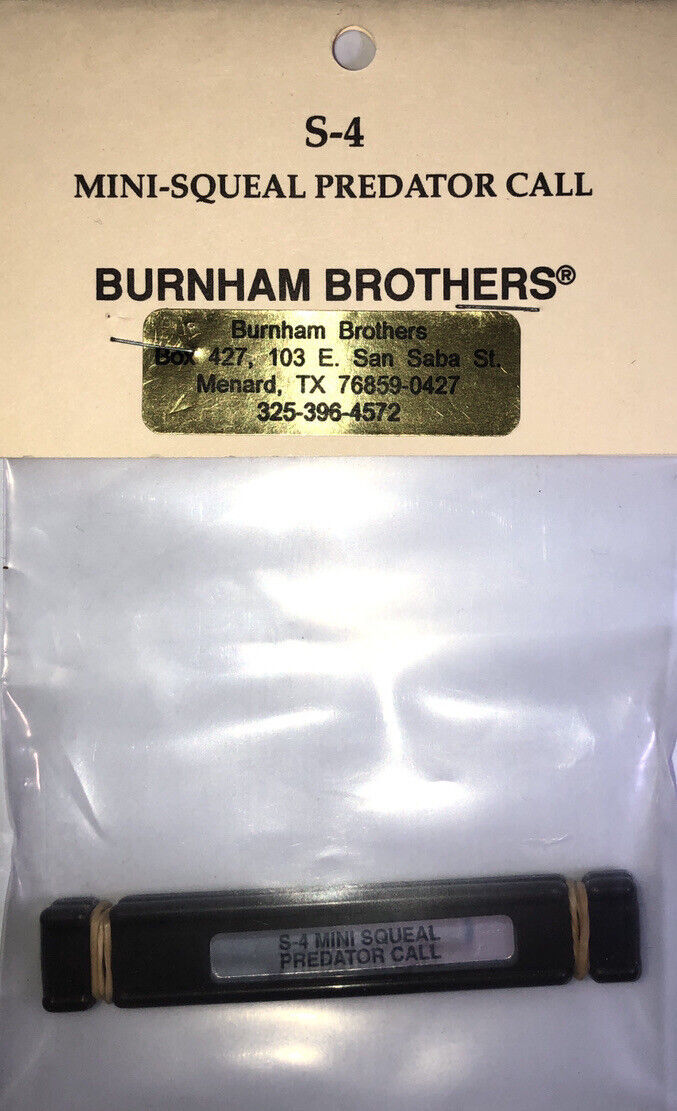 S-4
MINI-SQUEAL PREDATOR CALL
BURNHAM BROTHERS®
Burnham Brothers
Box 427, 103 E. San Saba St.
Menard, TX 76859-0427
325-396-4572
S-4 MINI SQUEAL
PREDATOR CALL